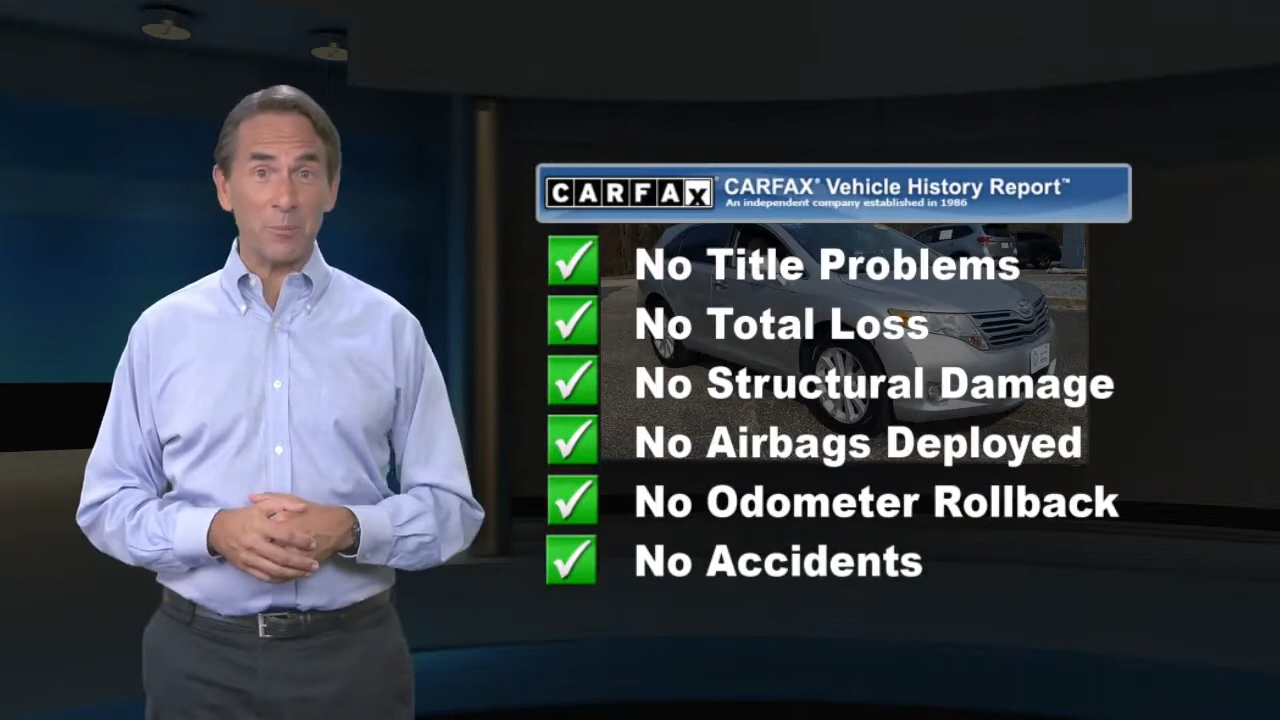 CARFAX
CARFAX® Vehicle History Report™
An independent company established in 1986
No Title Problems
No Total Loss
No Structural Damage
No Airbags Deployed
No Odometer Rollback
No Accidents